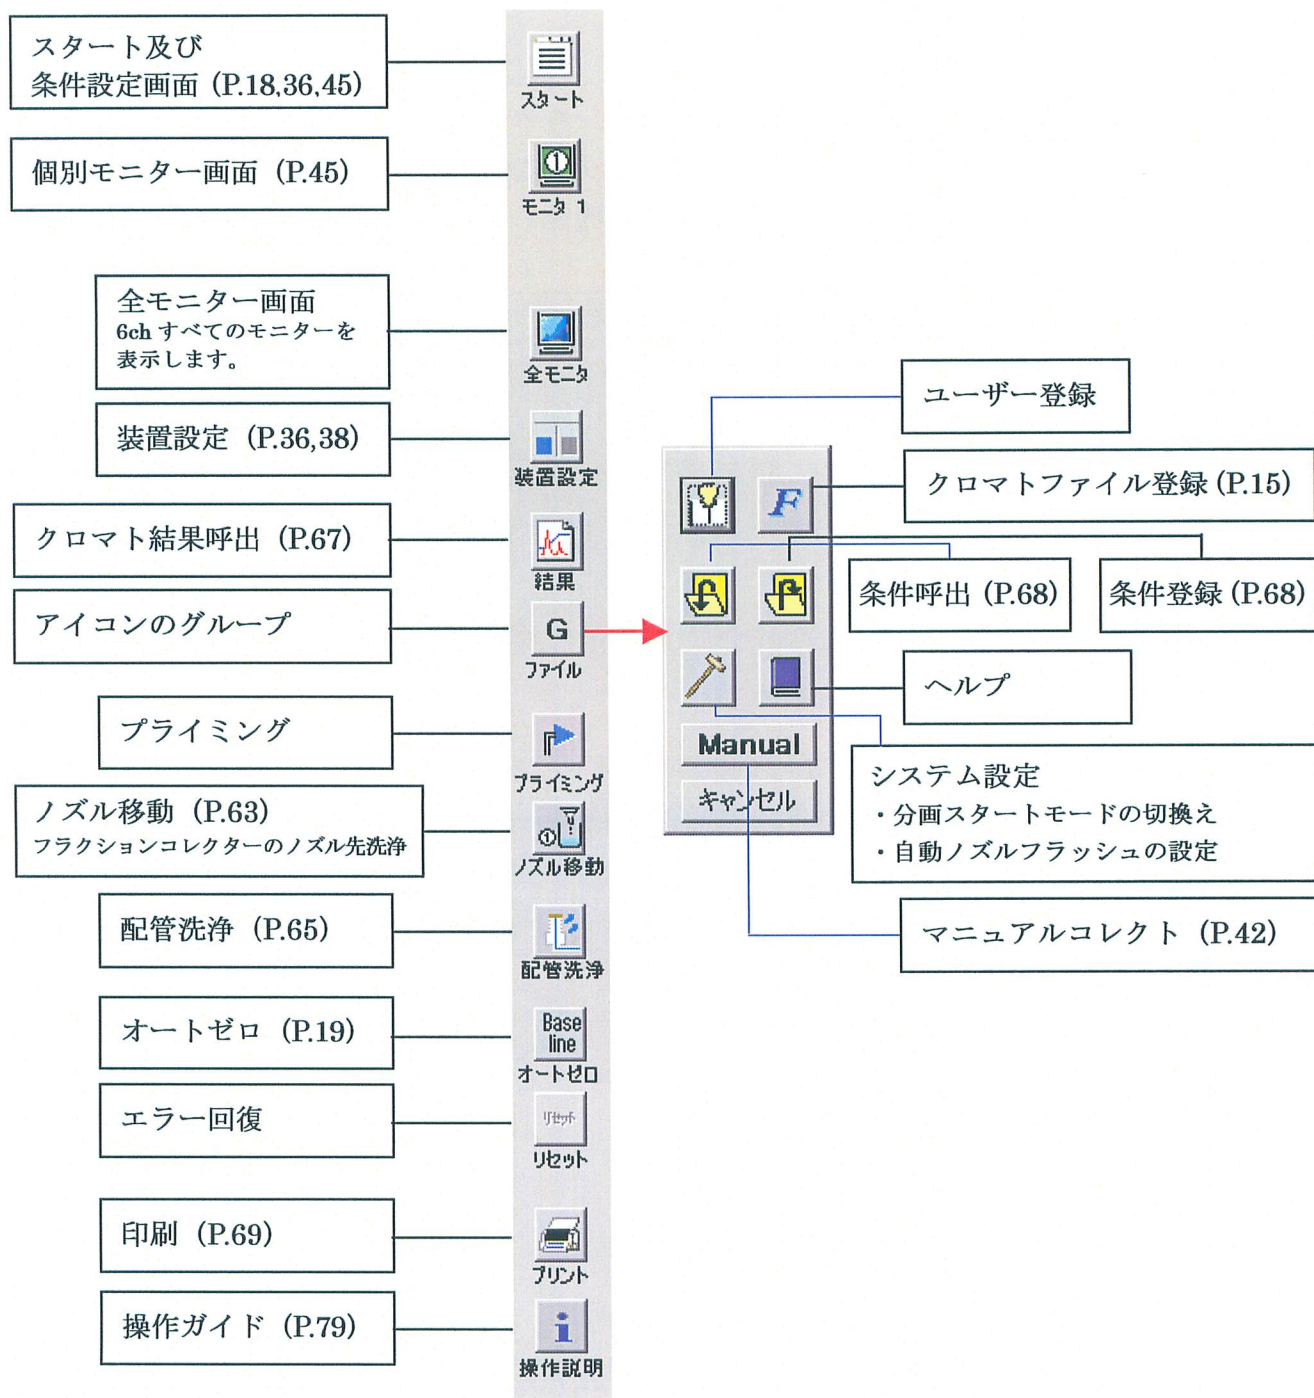 スタート及び
条件設定画面 (P.18,36,45)
スタート
個別モニター画面 (P.45)
①
モニタ 1
全モニター画面
6ch すべてのモニターを
表示します。
全モニタ
装置設定 (P.36,38)
装置設定
クロマト結果呼出 (P.67)
結果
アイコンのグループ
G
ファイル
プライミング
プライミング
ノズル移動 (P.63)
フラクションコレクターのノズル先洗浄
①
ノズル移動
配管洗浄 (P.65)
配管洗浄
オートゼロ (P.19)
Base
line
オートゼロ
エラー回復
リセット
リセット
印刷 (P.69)
プリント
操作ガイド (P.79)
i
操作説明
ユーザー登録
F
クロマトファイル登録 (P.15)
条件呼出 (P.68)
条件登録 (P.68)
ヘルプ
Manual
キャンセル
システム設定
・分画スタートモードの切換え
・自動ノズルフラッシュの設定
マニュアルコレクト (P.42)